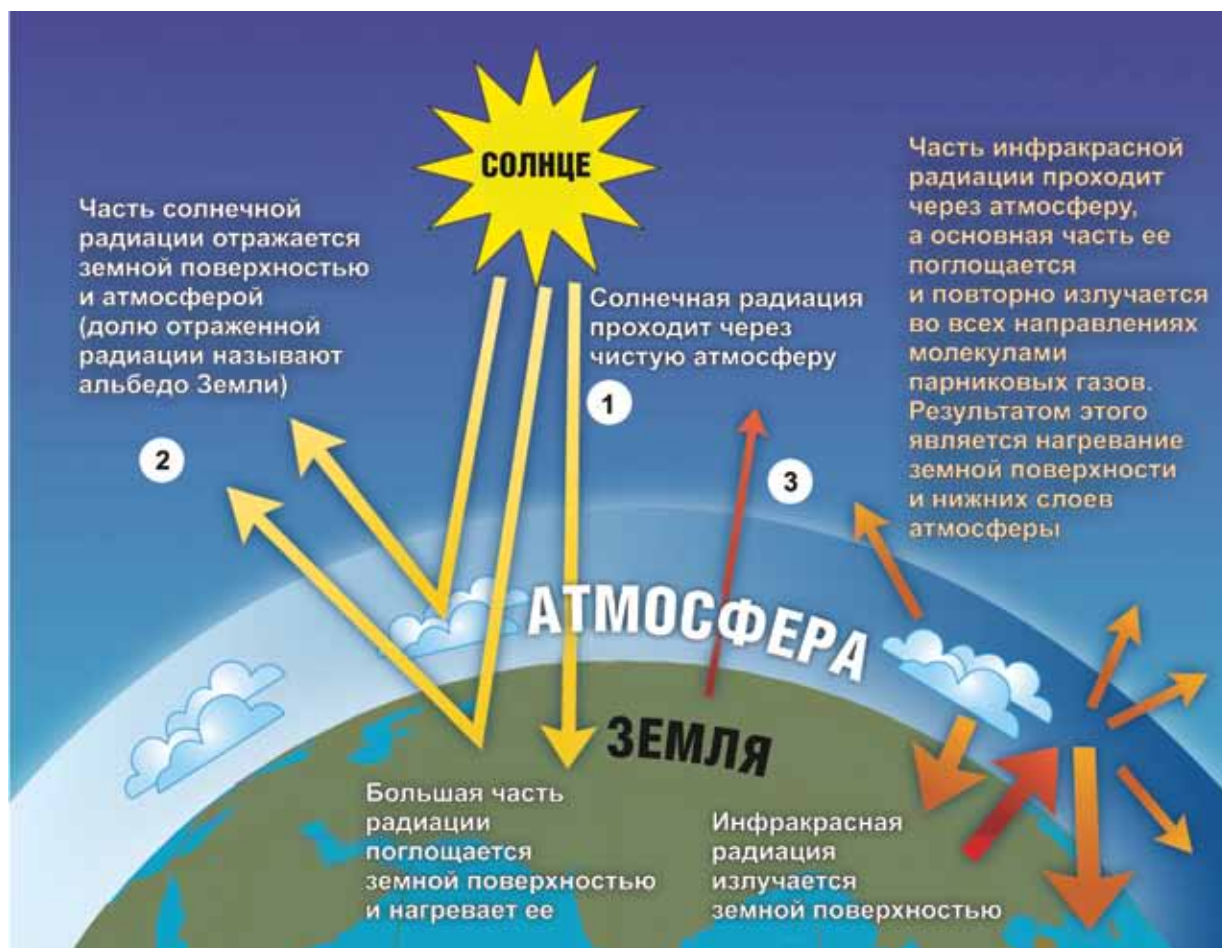 СОЛНЦЕ
Часть солнечной
радиации отражается
земной поверхностью
и атмосферой
(долю отраженной
радиации называют
альбедо Земли)
2
Солнечная радиация
проходит через
чистую атмосферу
1
3
Часть инфракрасной
радиации проходит
через атмосферу,
а основная часть ее
поглощается
и повторно излучается
во всех направлениях
молекулами
парниковых газов.
Результатом этого
является нагревание
земной поверхности
и нижних слоев
атмосферы
АТМОСФЕРА
ЗЕМЛЯ
Большая часть
радиации
поглощается
земной поверхностью
и нагревает ее
Инфракрасная
радиация
излучается
земной поверхностью